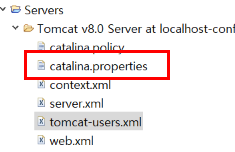 Servers
Tomcat v8.0 Server at localhost-conf
catalina.policy
catalina.properties
context.xml
server.xml
tomcat-users.xml
web.xml